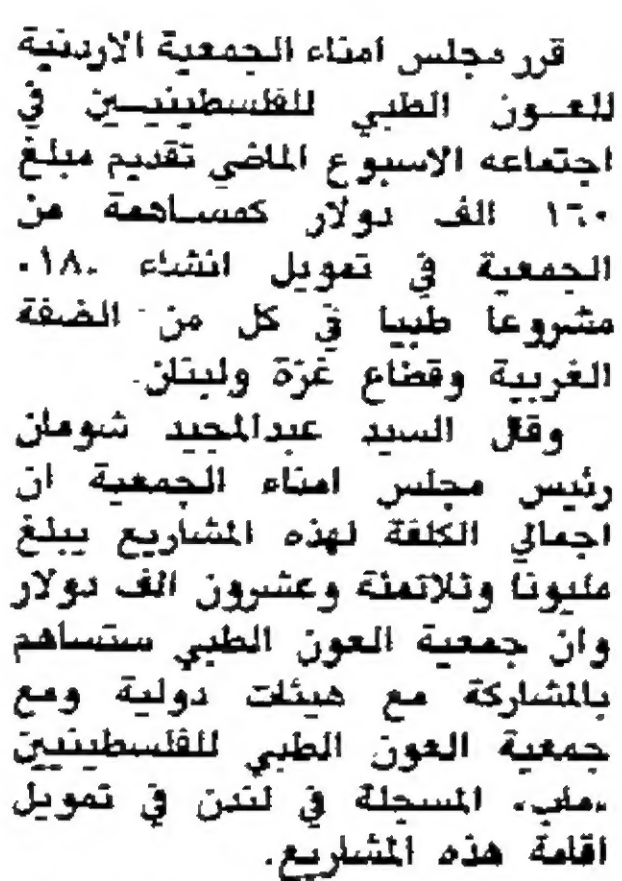 قرر مجلس امناء الجمعية الاردنية
للعون الطبي للفلسطينيين في
اجتماعه الاسبوع الماضي تقديم مبلغ
١٦٠ الف دولار كمساهمة من
الجمعية في تمويل انشاء «١٨»
مشروعا طبيا في كل من الضفة
الغربية وقطاع غزة ولبنان.
وقال السيد عبدالمجيد شومان
رئيس مجلس امناء الجمعية ان
اجمالي الكلفة لهذه المشاريع يبلغ
مليونا وثلاثمئة وعشرون الف دولار
وان جمعية العون الطبي ستساهم
بالمشاركة مع هيئات دولية ومع
جمعية العون الطبي للفلسطينيين
«ماب» المسجلة في لندن في تمويل
اقامة هذه المشاريع.